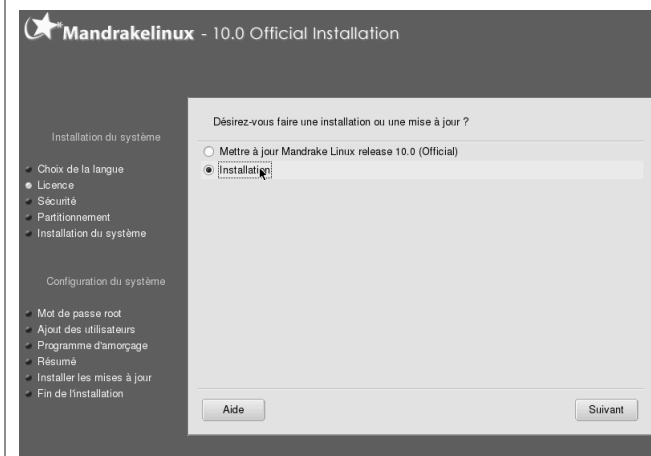 Mandrakelinux - 10.0 Official Installation
Installation du système
Choix de la langue
Licence
Sécurité
Partitionnement
Installation du système
Configuration du système
Mot de passe root
Ajout des utilisateurs
Programme d'amorçage
Résumé
Installer les mises à jour
Fin de l'installation
Désirez-vous faire une installation ou une mise à jour ?
Mettre à jour Mandrake Linux release 10.0 (Official)
Installation
Aide
Suivant